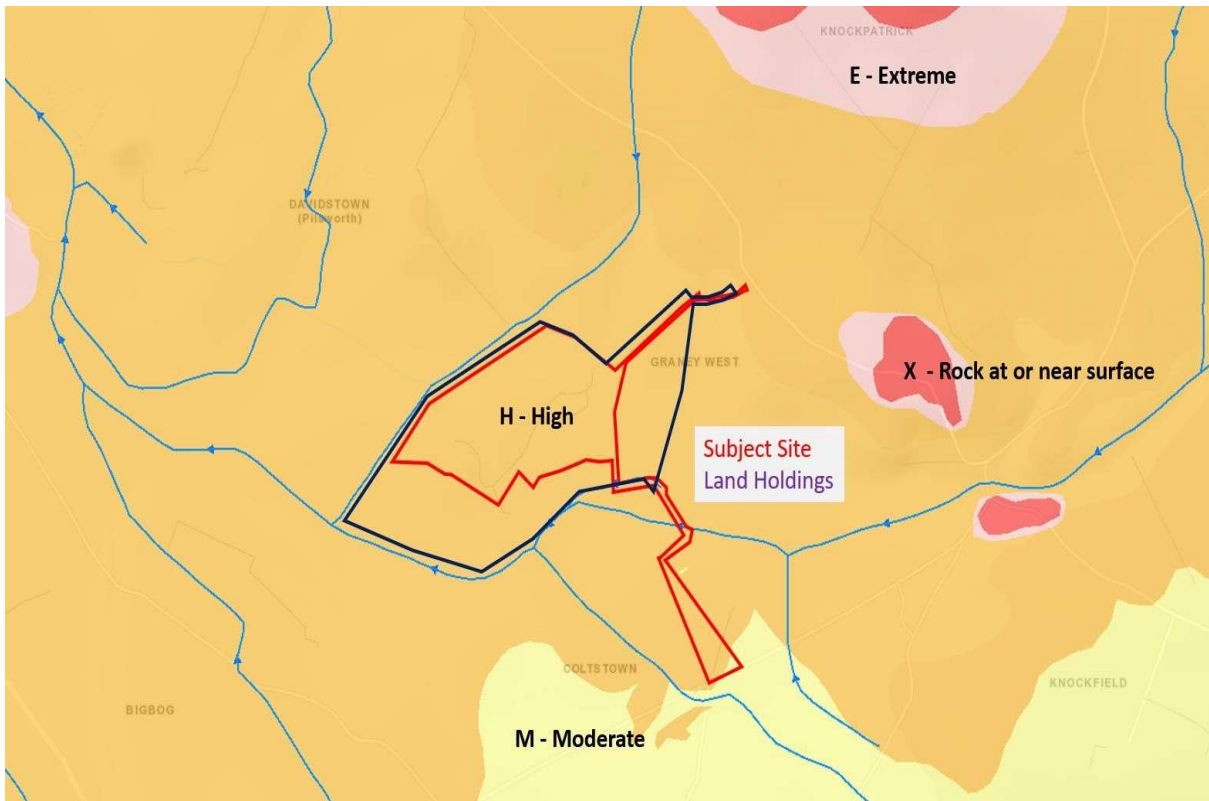 KNOCKPATRICK
E - Extreme
DAVIDSTOWN
(Pilsworth)
GRANEY WEST
X - Rock at or near surface
H - High
Subject Site
Land Holdings
COLTSTOWN
KNOCKFIELD
BIGBOG
M - Moderate